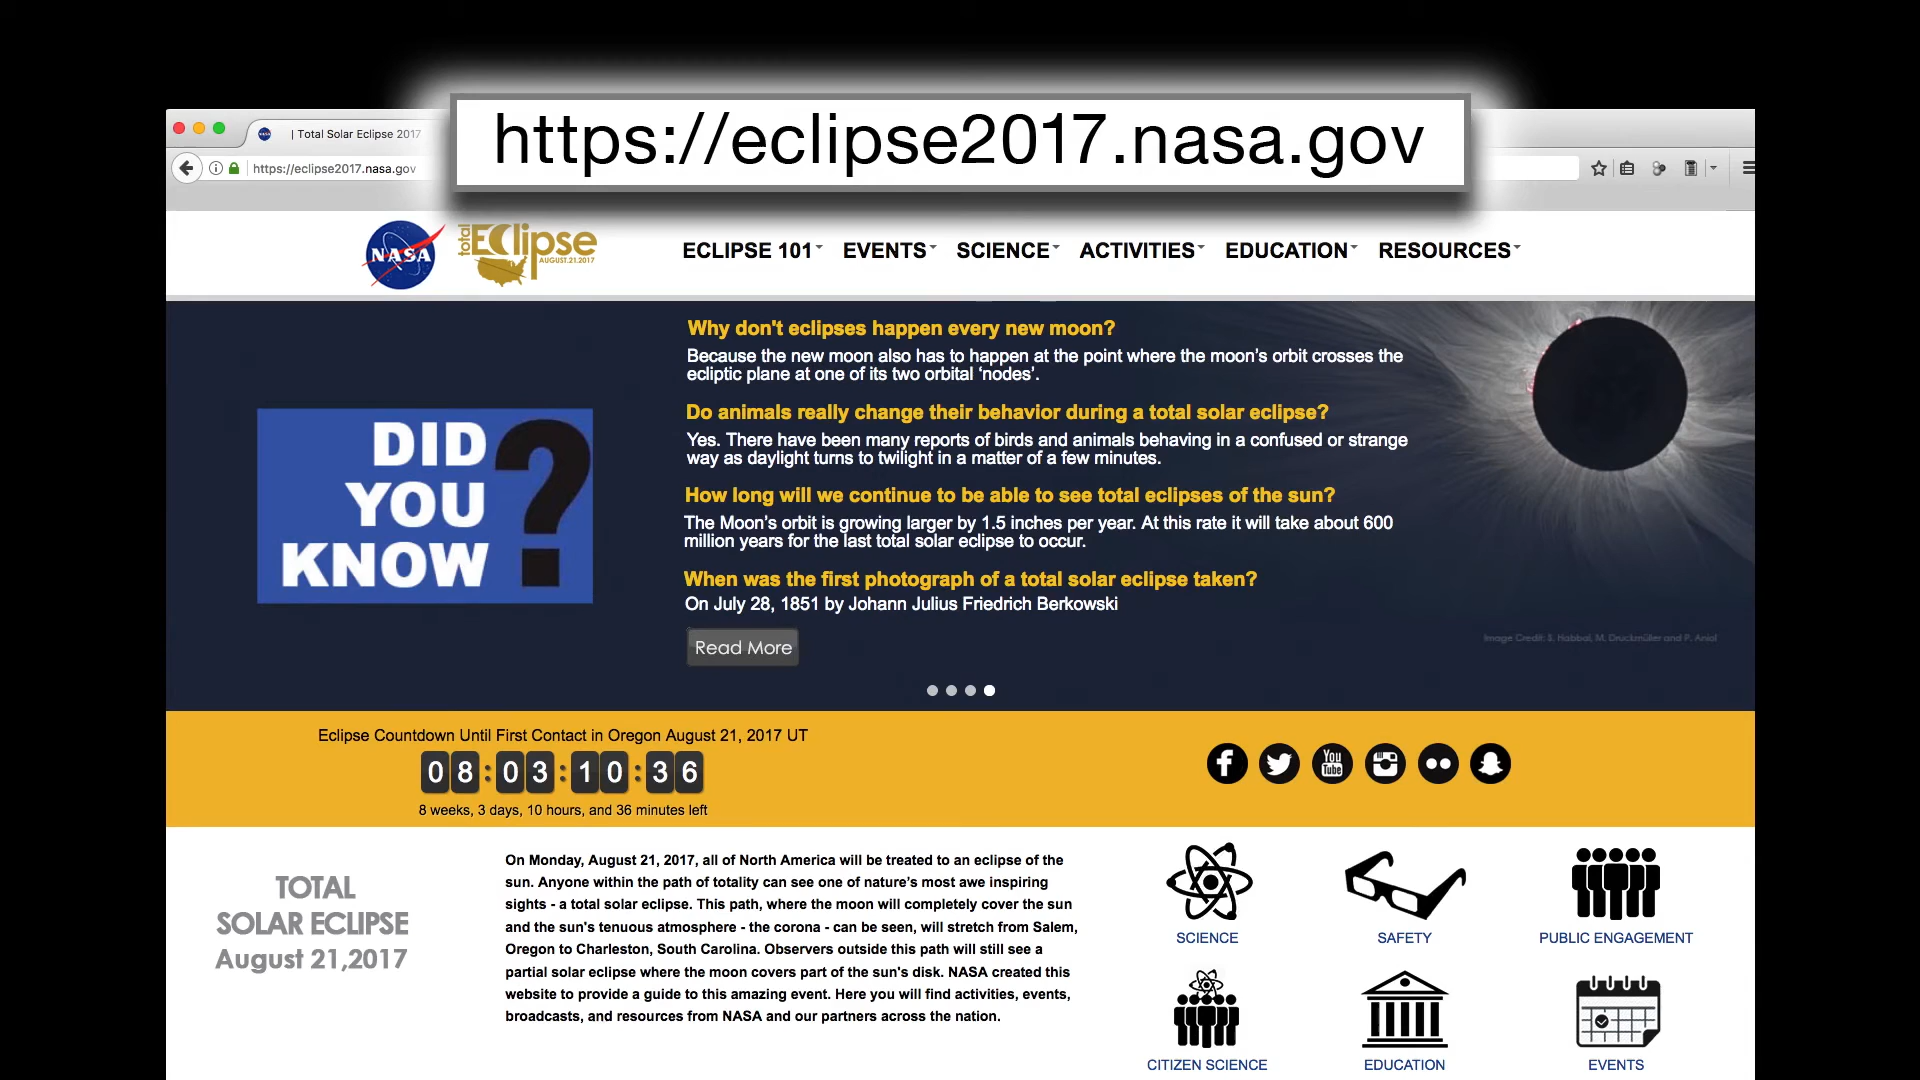 https://eclipse2017.nasa.gov
| Total Solar Eclipse 2017
https://eclipse2017.nasa.gov
NASA
total Eclipse
AUGUST.21.2017
ECLIPSE 101 EVENTS SCIENCE ACTIVITIES EDUCATION RESOURCES
DID
YOU
KNOW
?
Why don't eclipses happen every new moon?
Because the new moon also has to happen at the point where the moon’s orbit crosses the
ecliptic plane at one of its two orbital ‘nodes’.
Do animals really change their behavior during a total solar eclipse?
Yes. There have been many reports of birds and animals behaving in a confused or strange
way as daylight turns to twilight in a matter of a few minutes.
How long will we continue to be able to see total eclipses of the sun?
The Moon’s orbit is growing larger by 1.5 inches per year. At this rate it will take about 600
million years for the last total solar eclipse to occur.
When was the first photograph of a total solar eclipse taken?
On July 28, 1851 by Johann Julius Friedrich Berkowski
Read More
Image Credit: S. Habbal, M. Druckmüller and P. Aniol
Eclipse Countdown Until First Contact in Oregon August 21, 2017 UT
08:03:10:36
8 weeks, 3 days, 10 hours, and 36 minutes left
You Tube
TOTAL
SOLAR ECLIPSE
August 21,2017
On Monday, August 21, 2017, all of North America will be treated to an eclipse of the
sun. Anyone within the path of totality can see one of nature’s most awe inspiring
sights - a total solar eclipse. This path, where the moon will completely cover the sun
and the sun's tenuous atmosphere - the corona - can be seen, will stretch from Salem,
Oregon to Charleston, South Carolina. Observers outside this path will still see a
partial solar eclipse where the moon covers part of the sun's disk. NASA created this
website to provide a guide to this amazing event. Here you will find activities, events,
broadcasts, and resources from NASA and our partners across the nation.
SCIENCE SAFETY PUBLIC ENGAGEMENT
CITIZEN SCIENCE EDUCATION EVENTS